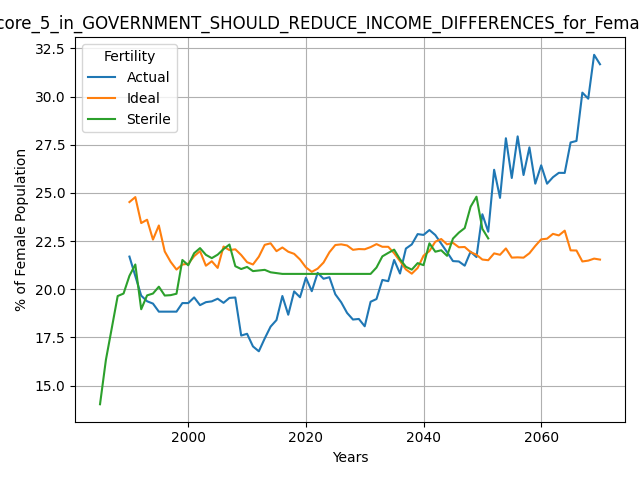 core_5_in_GOVERNMENT_SHOULD_REDUCE_INCOME_DIFFERENCES_for_Fema
Fertility
Actual
Ideal
Sterile
% of Female Population
32.5
30.0
27.5
25.0
22.5
20.0
17.5
15.0
2000
2020
2040
2060
Years